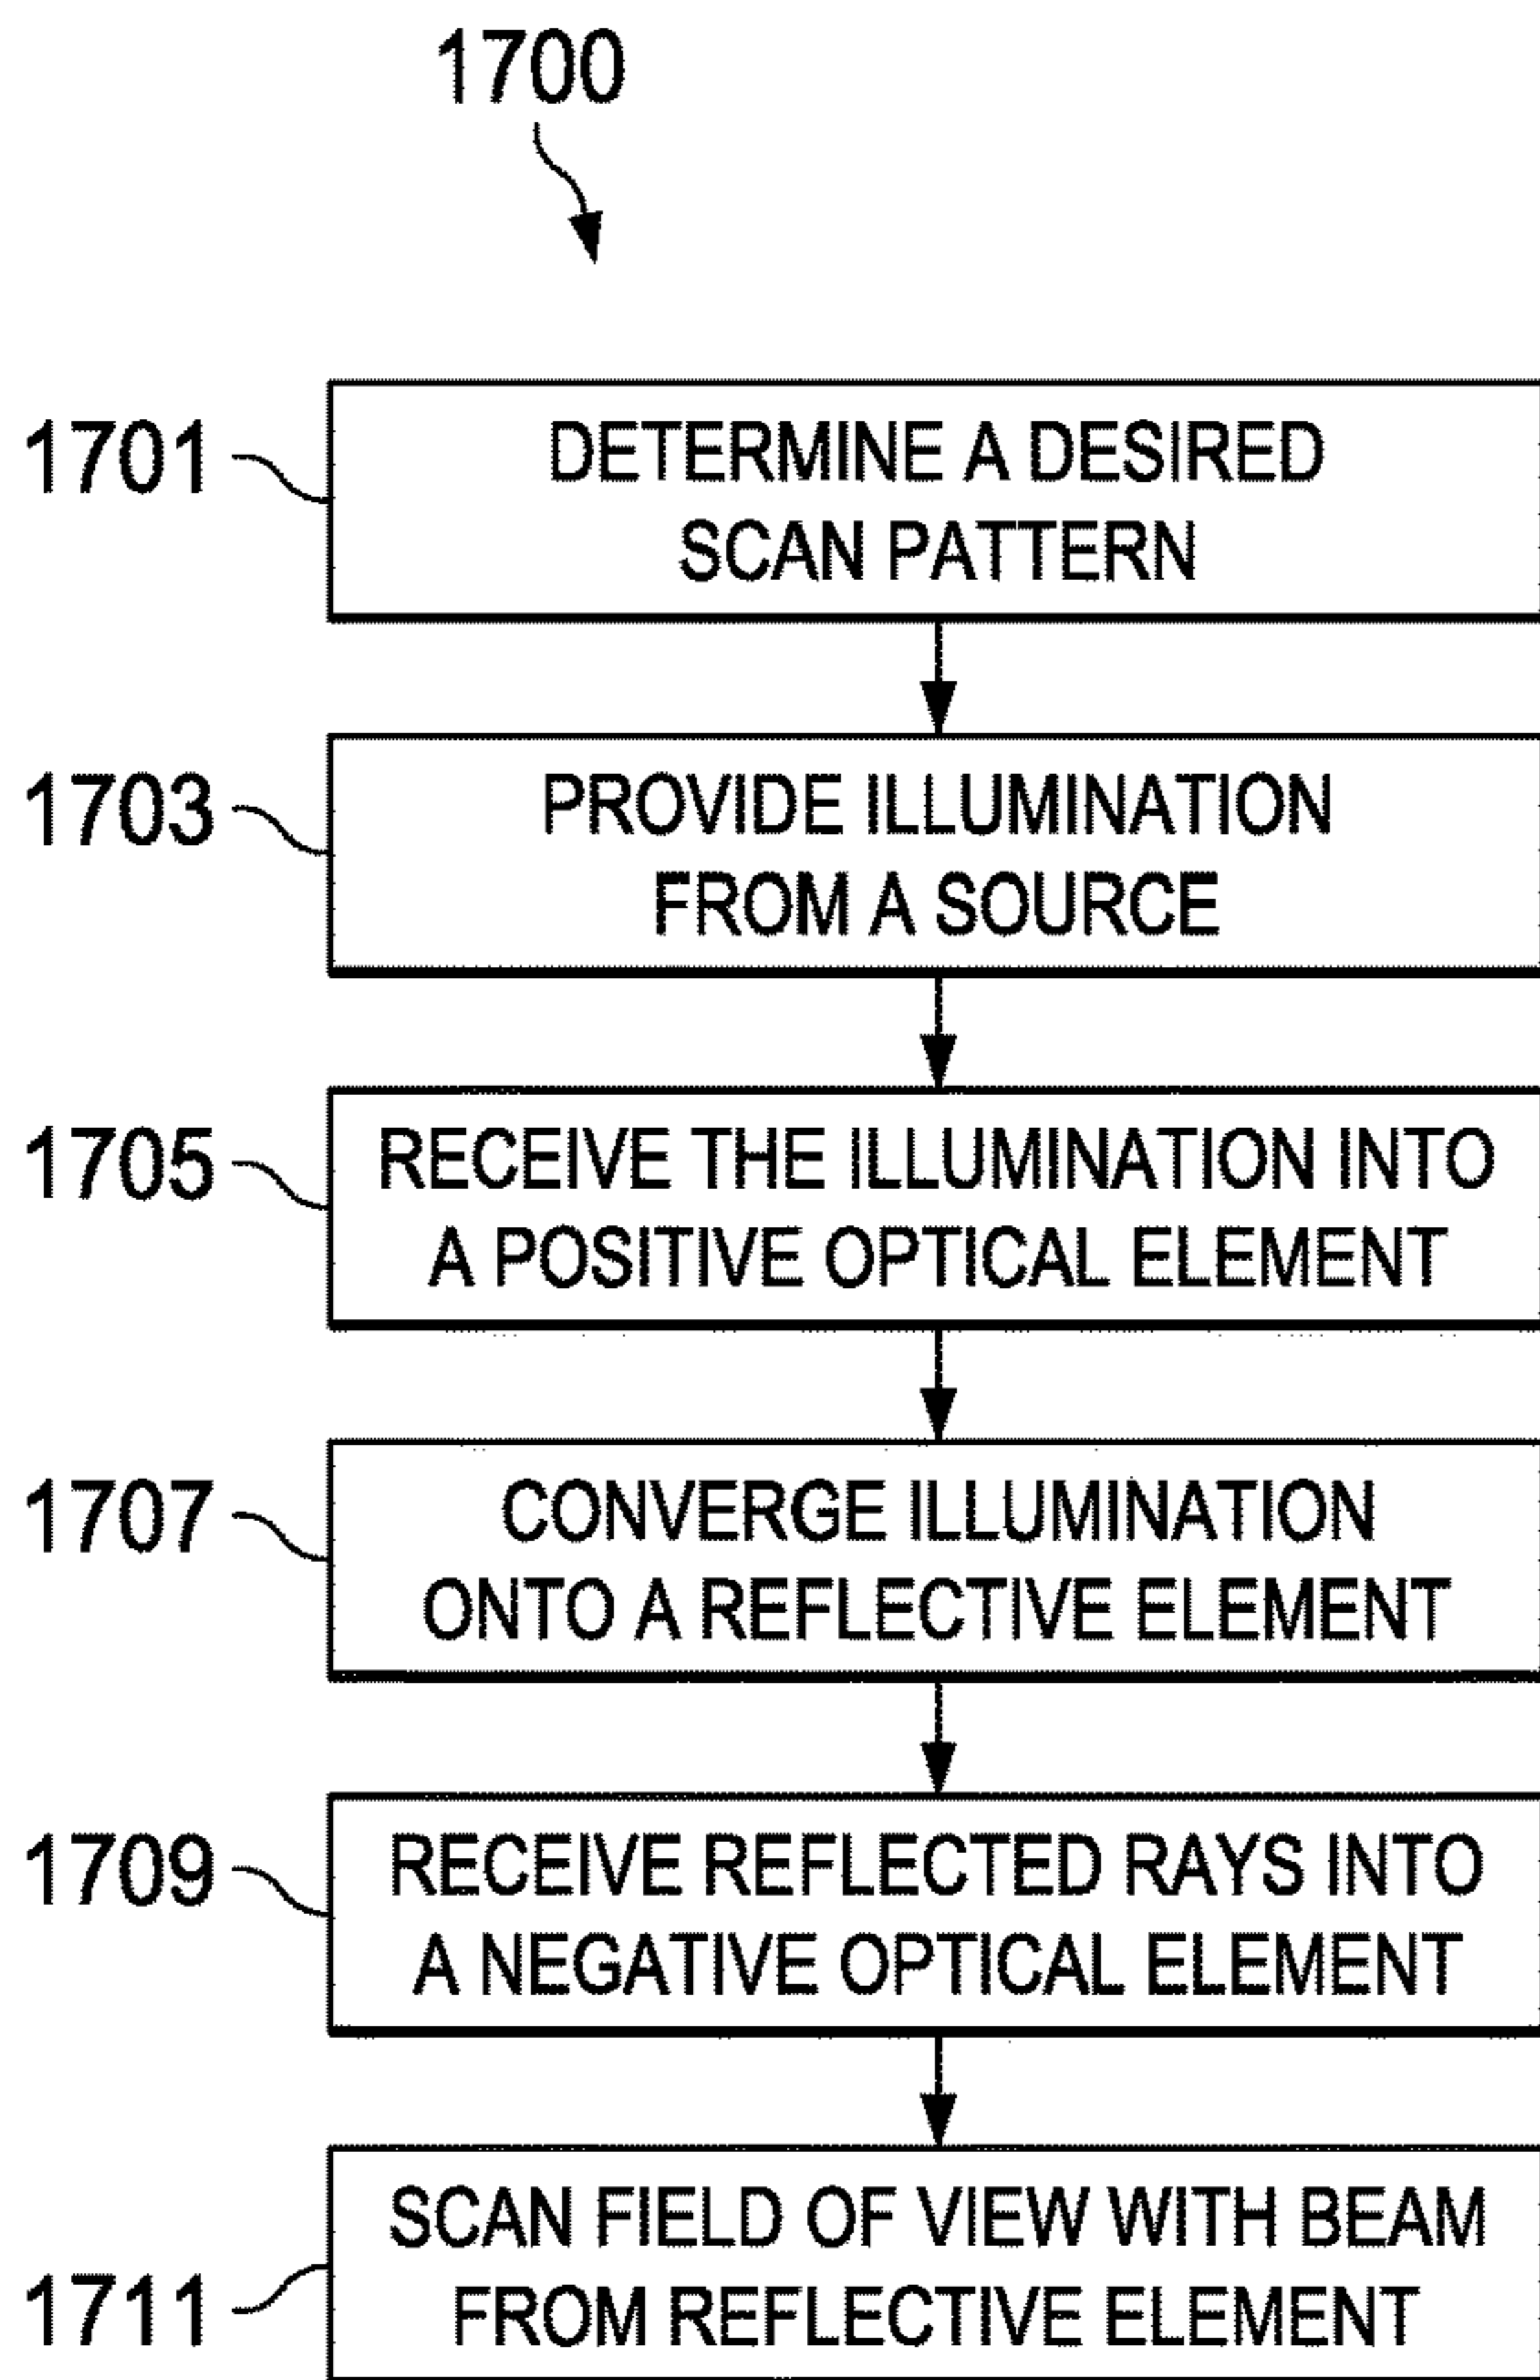 1700
1701
DETERMINE A DESIRED
SCAN PATTERN
1703
PROVIDE ILLUMINATION
FROM A SOURCE
1705
RECEIVE THE ILLUMINATION INTO
A POSITIVE OPTICAL ELEMENT
1707
CONVERGE ILLUMINATION
ONTO A REFLECTIVE ELEMENT
1709
RECEIVE REFLECTED RAYS INTO
A NEGATIVE OPTICAL ELEMENT
1711
SCAN FIELD OF VIEW WITH BEAM
FROM REFLECTIVE ELEMENT